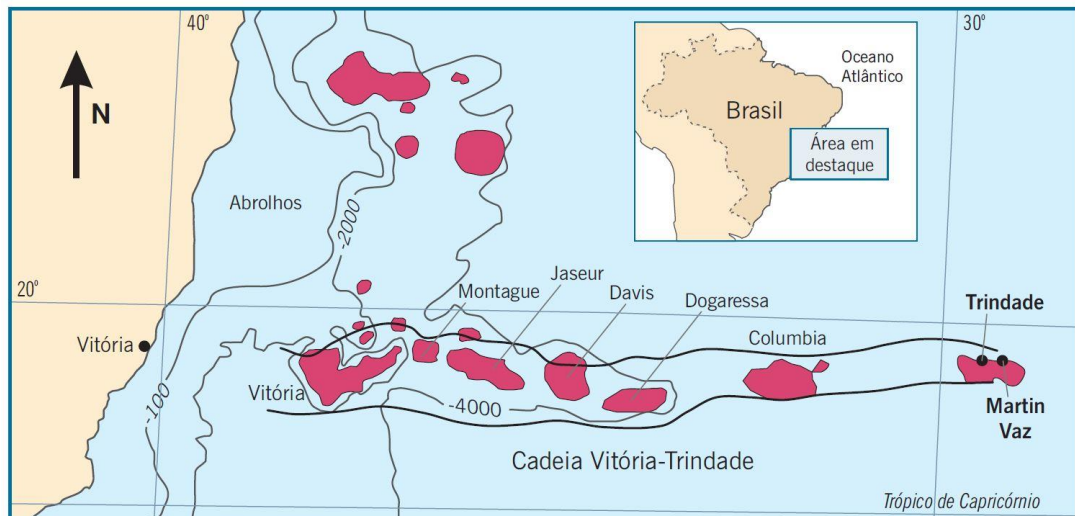 40°
30°
N
Oceano
Atlântico
Brasil
Área em
destaque
Abrolhos
-2000
20°
Montague
Jaseur
Davis
Dogaressa
Trindade
Vitória
Columbia
Vitória
-100
-4000
Martin
Vaz
Cadeia Vitória-Trindade
Trópico de Capricórnio